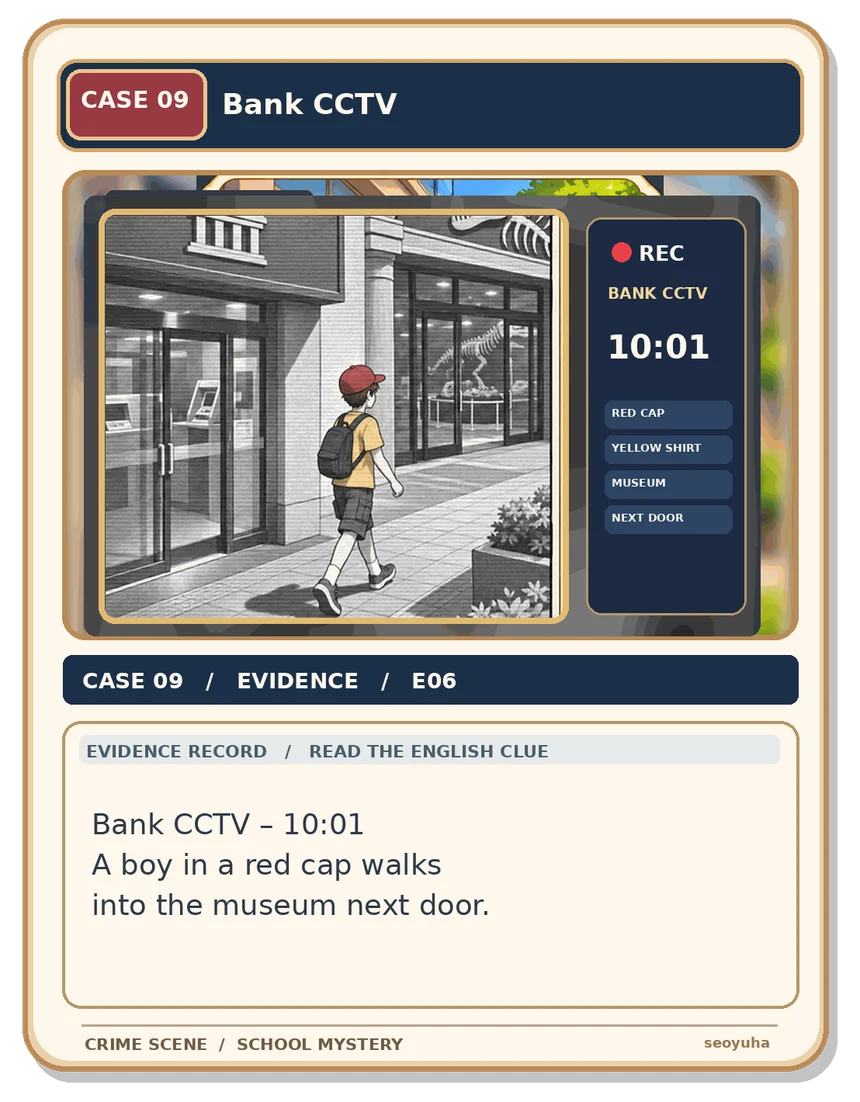 CASE 09
Bank CCTV
REC
BANK CCTV
10:01
RED CAP
YELLOW SHIRT
MUSEUM
NEXT DOOR
CASE 09 / EVIDENCE / E06
EVIDENCE RECORD / READ THE ENGLISH CLUE
Bank CCTV – 10:01
A boy in a red cap walks
into the museum next door.
CRIME SCENE / SCHOOL MYSTERY
seoyuha